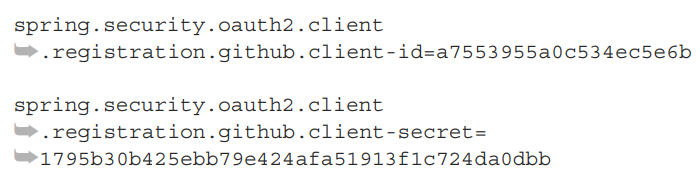 spring.security.oauth2.client
➥.registration.github.client-id=a7553955a0c534ec5e6b
spring.security.oauth2.client
➥.registration.github.client-secret=
➥1795b30b425ebb79e424afa51913f1c724da0dbb